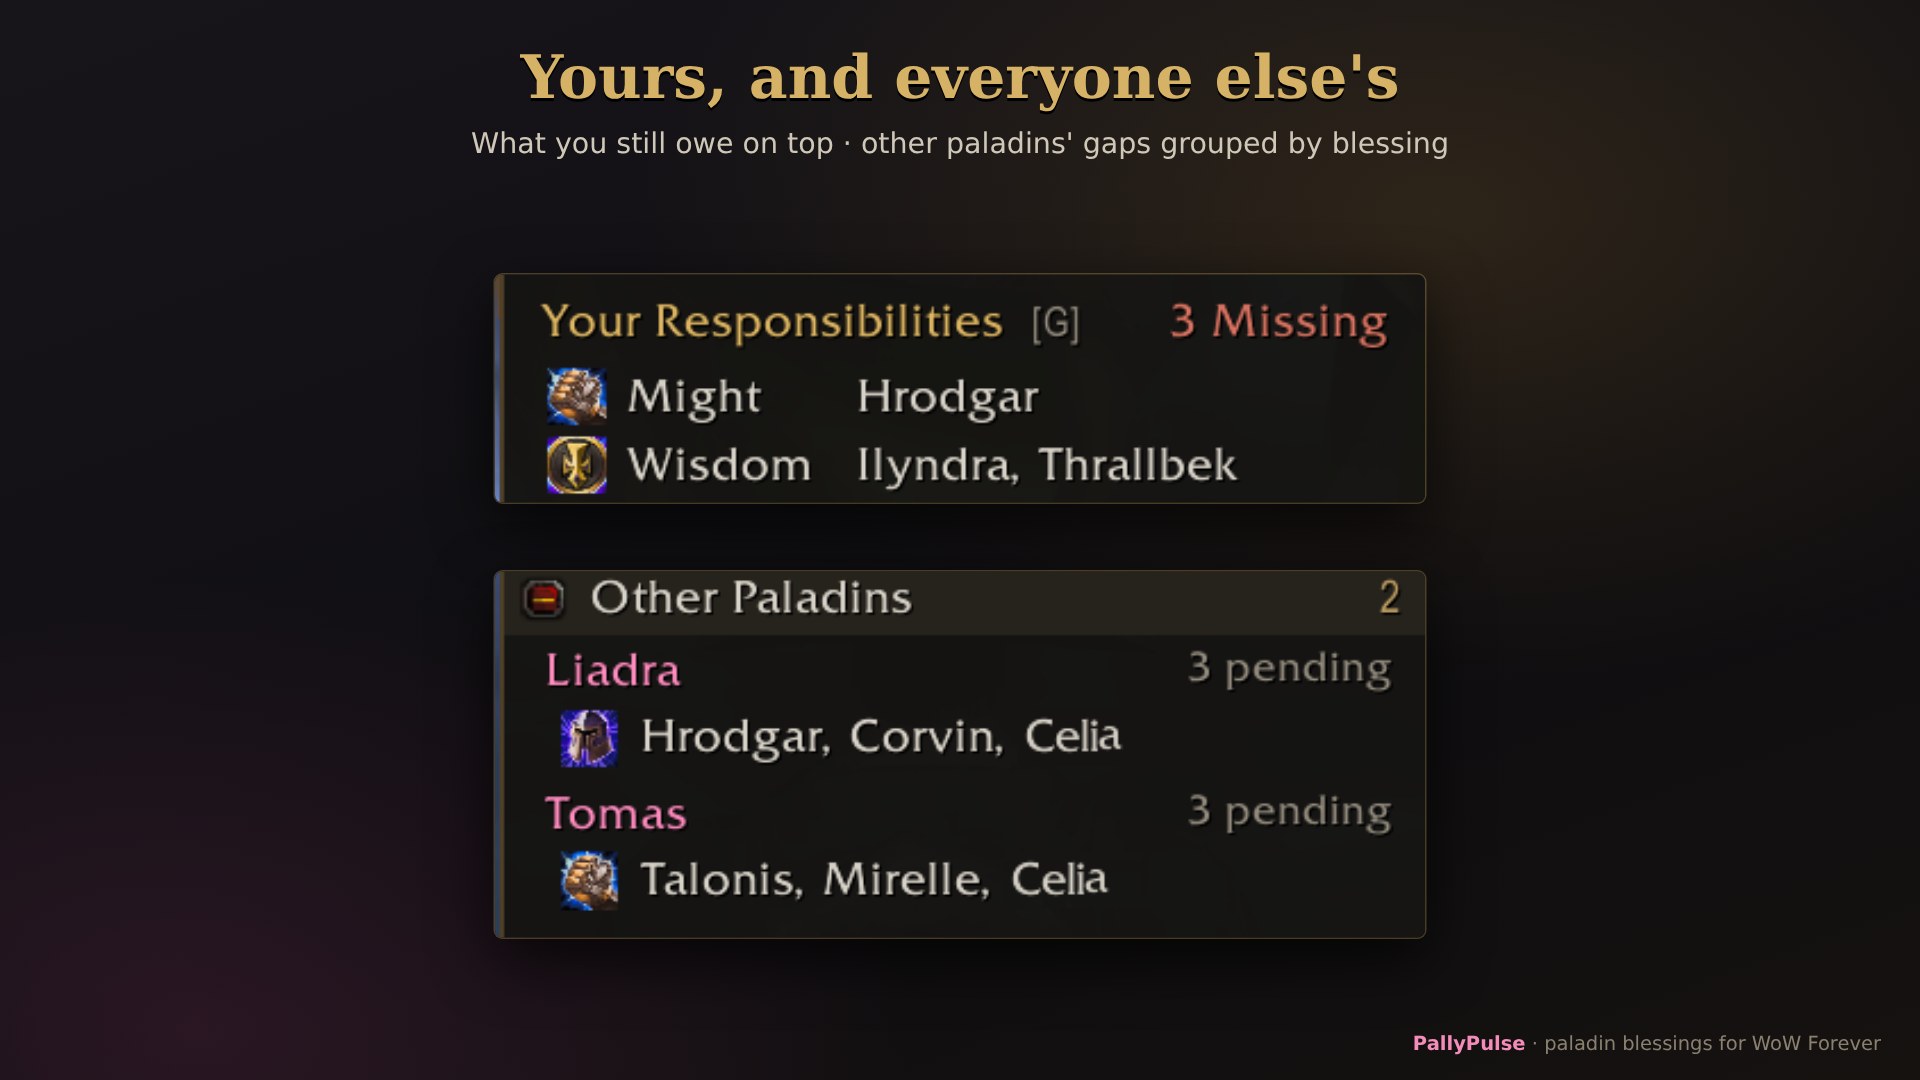 Yours, and everyone else's
What you still owe on top · other paladins' gaps grouped by blessing
Your Responsibilities [G] 3 Missing
Might Hrodgar
Wisdom Ilyndra, Thrallbek
Other Paladins 2
Liadra 3 pending
Hrodgar, Corvin, Celia
Tomas 3 pending
Talonis, Mirelle, Celia
PallyPulse · paladin blessings for WoW Forever